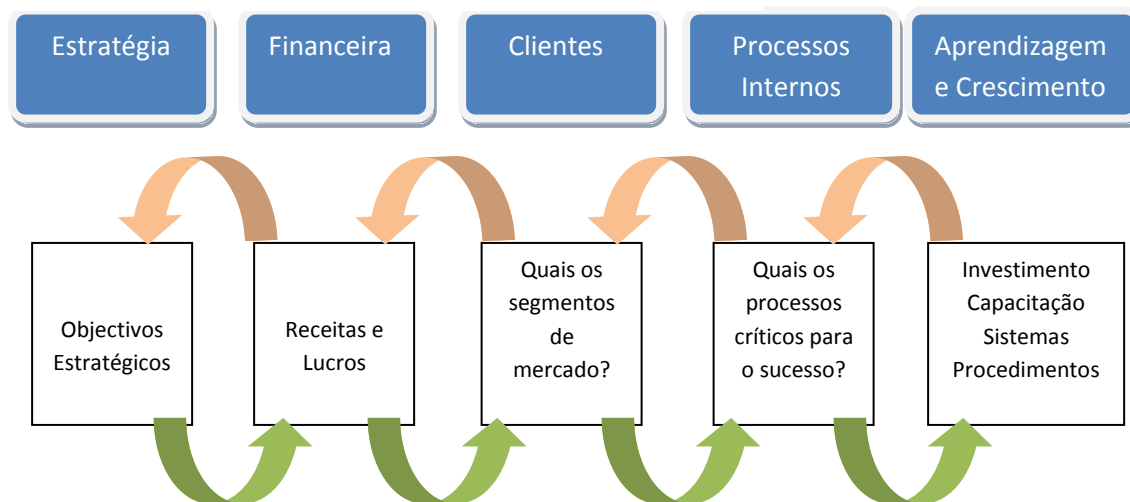 Estratégia
Financeira
Clientes
Processos
Internos
Aprendizagem
e Crescimento
Objectivos
Estratégicos
Receitas e
Lucros
Quais os
segmentos
de
mercado?
Quais os
processos
críticos para
o sucesso?
Investimento
Capacitação
Sistemas
Procedimentos